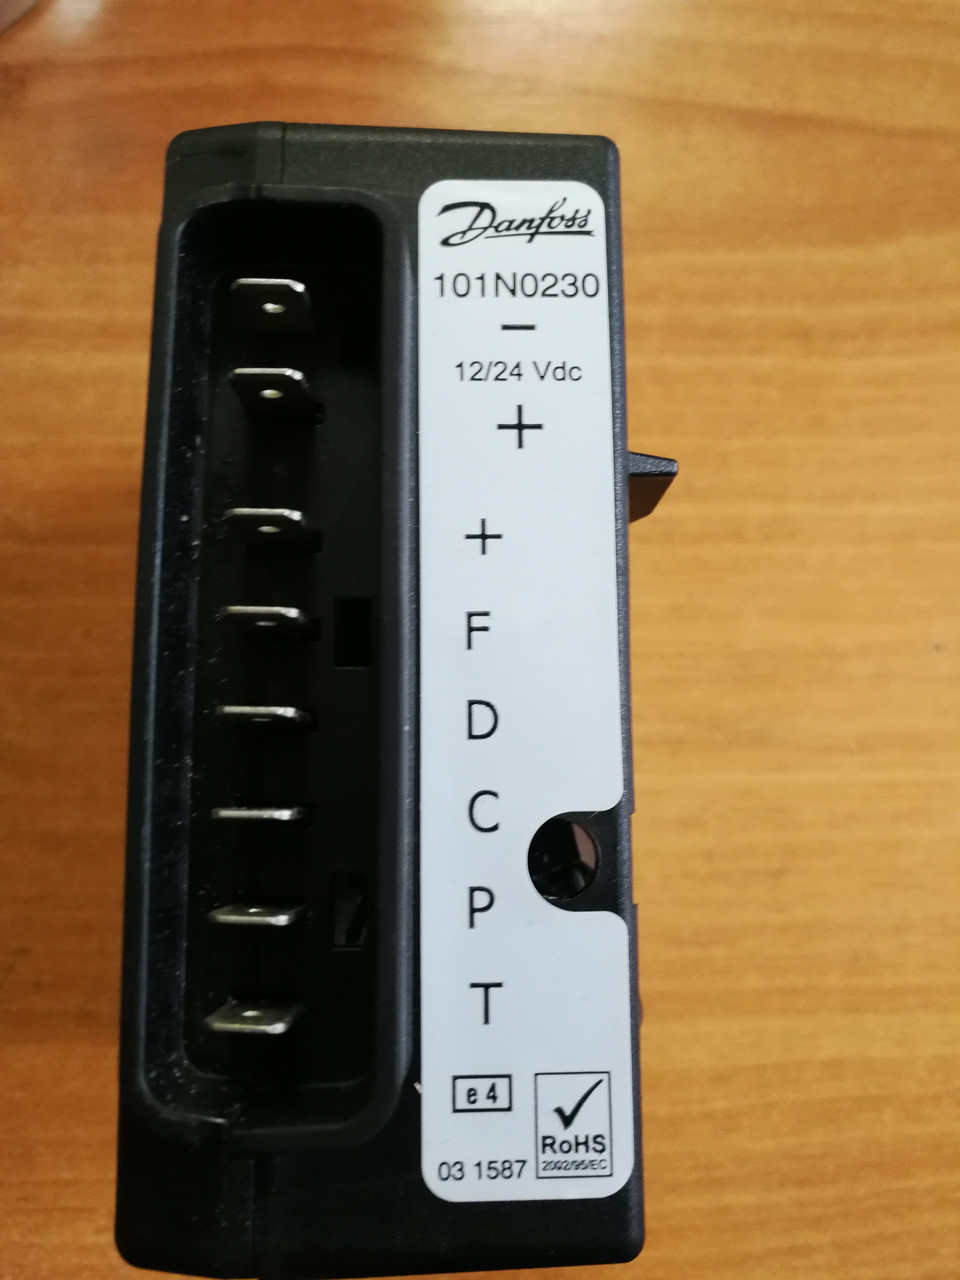 Danfoss
101N0230
−
12/24 Vdc
+
+
F
D
C
P
T
e 4
RoHS
2002/95/EC
03 1587